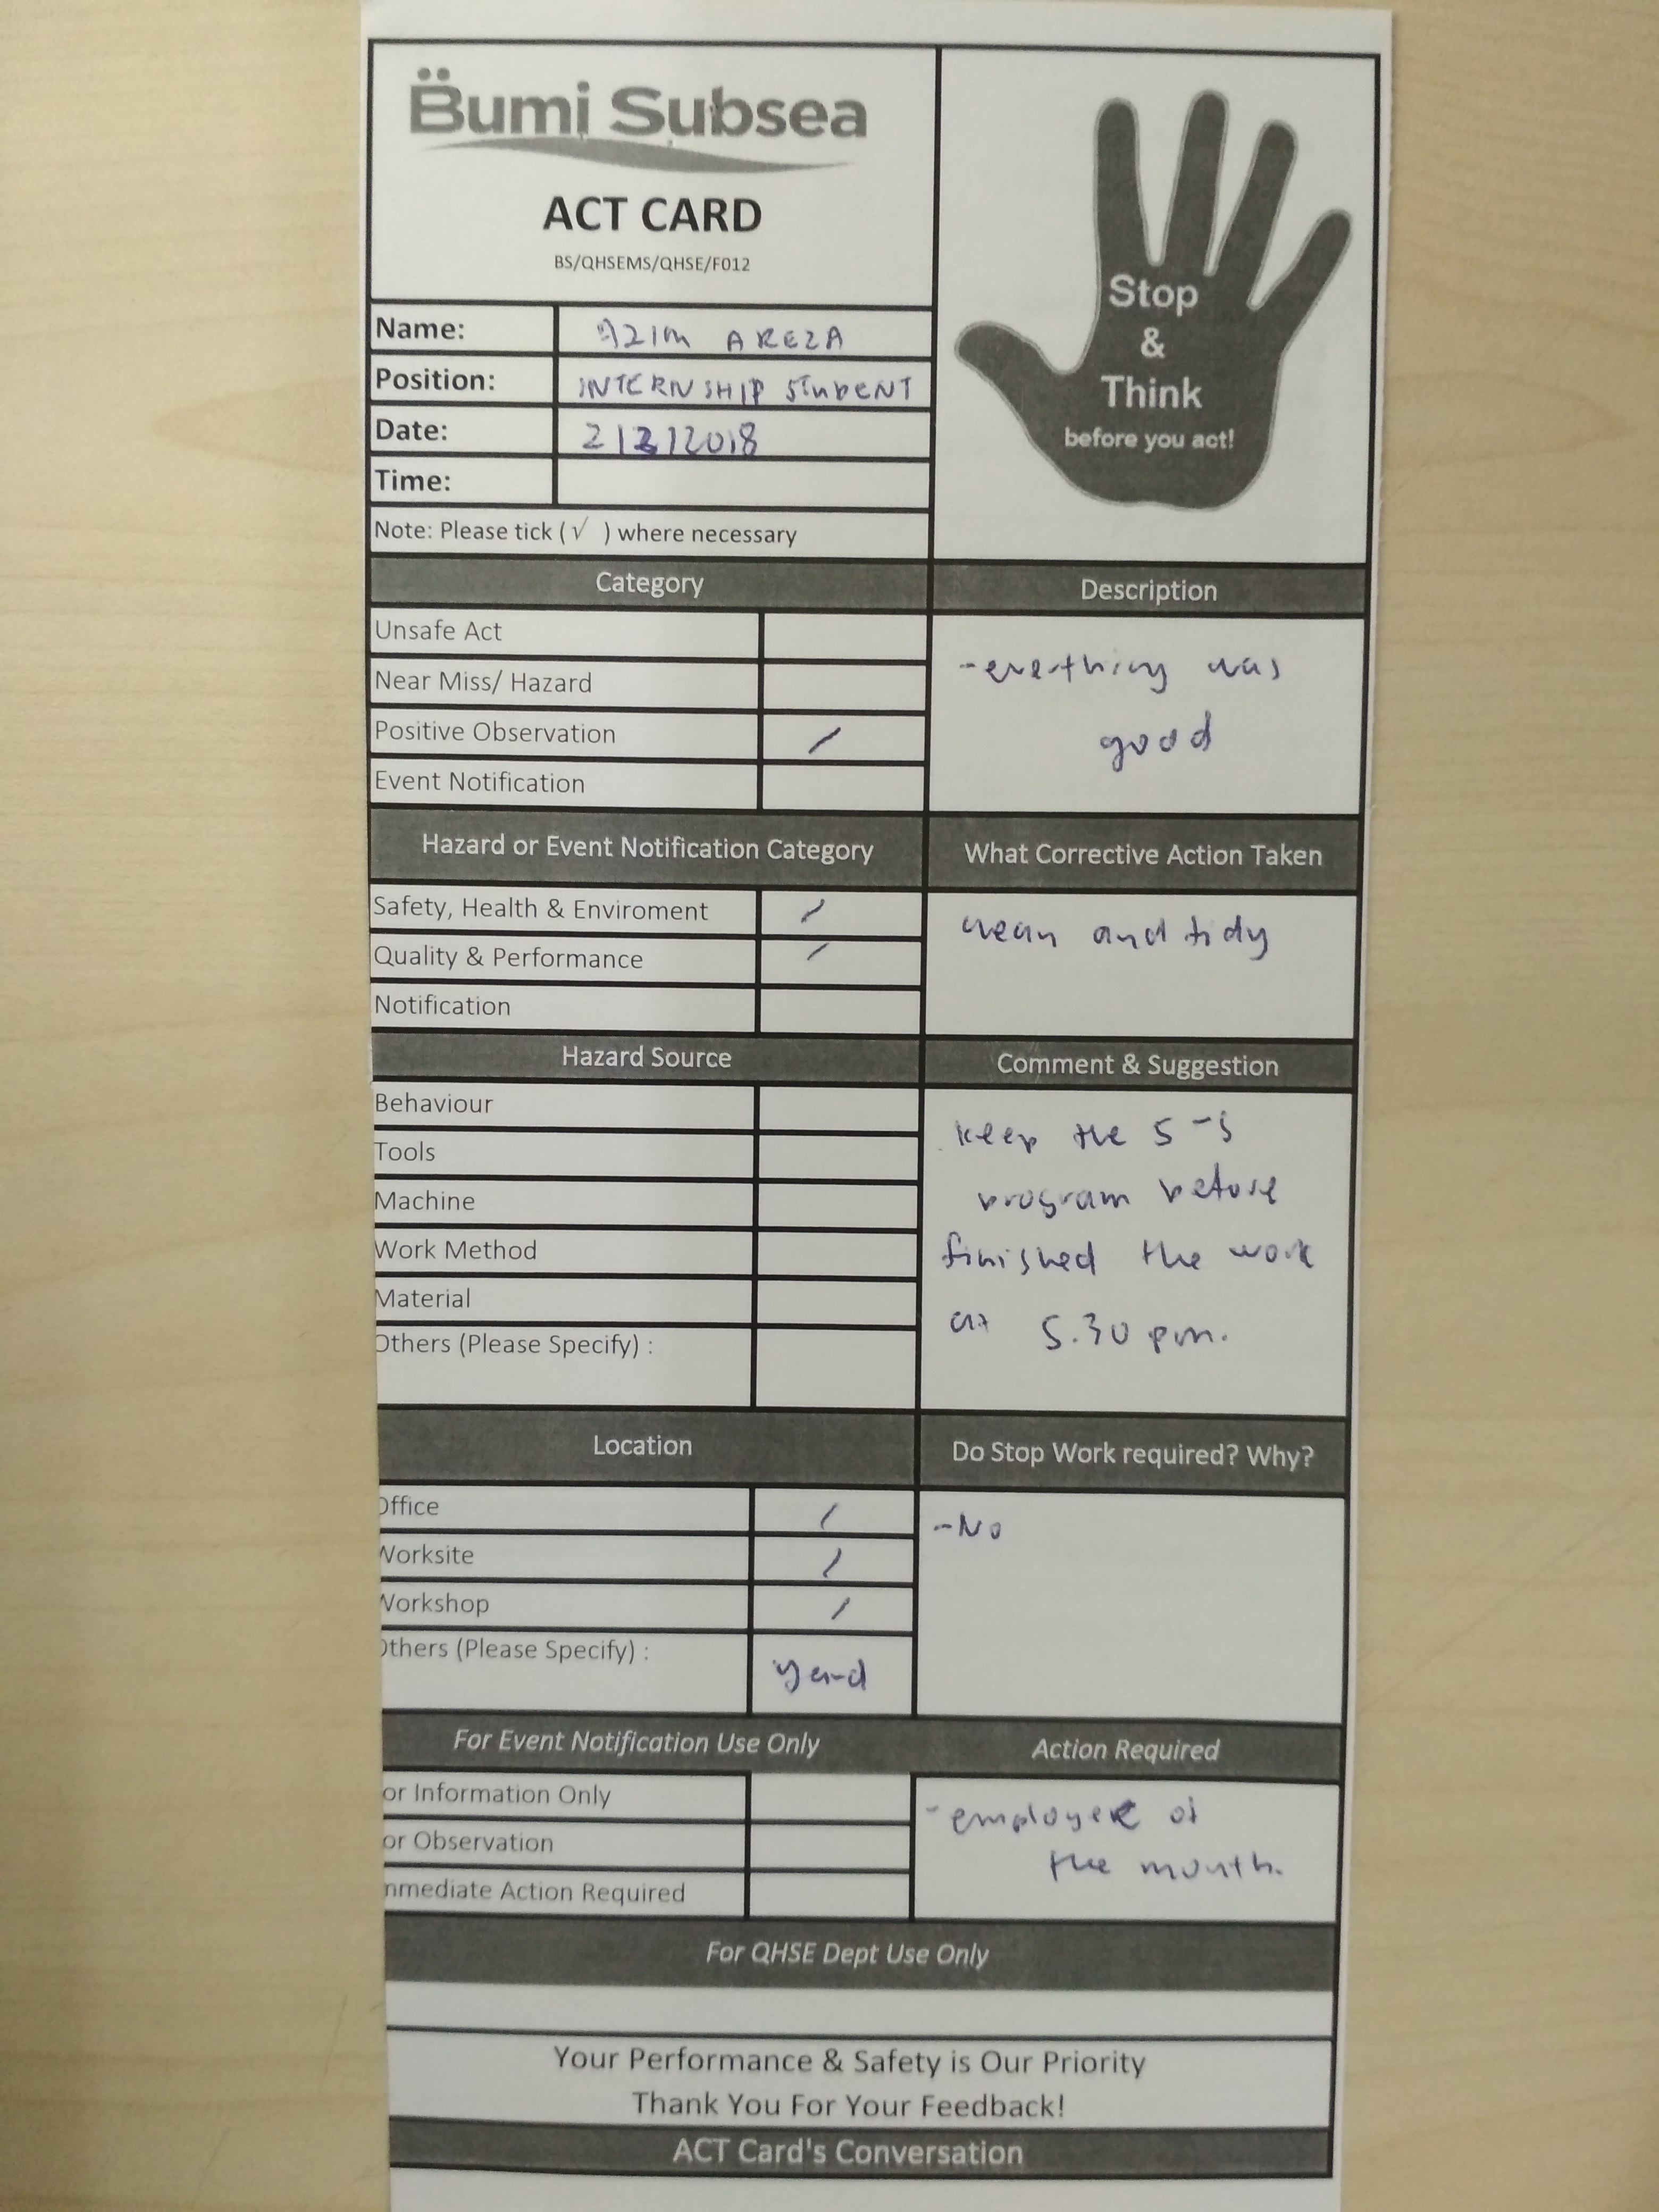 Bumi Subsea
ACT CARD
BS/QHSEMS/QHSE/F012
Stop
&
Think
before you act!
Name: AZIM AREZA
Position: INTERNSHIP STUDENT
Date: 2/2/2018
Time:
Note: Please tick (√ ) where necessary
Category
Description
Unsafe Act
Near Miss/ Hazard
Positive Observation /
Event Notification
-everthing was
good
Hazard or Event Notification Category
What Corrective Action Taken
Safety, Health & Enviroment /
Quality & Performance /
Notification
clean and tidy
Hazard Source
Comment & Suggestion
Behaviour
Tools
Machine
Work Method
Material
Others (Please Specify) :
keep the 5-s
program before
finished the work
at 5.30 pm.
Location
Do Stop Work required? Why?
Office /
Worksite /
Workshop /
Others (Please Specify) : yard
-No
For Event Notification Use Only
Action Required
or Information Only
or Observation
mmediate Action Required
-employee of
the month.
For QHSE Dept Use Only
Your Performance & Safety is Our Priority
Thank You For Your Feedback!
ACT Card's Conversation